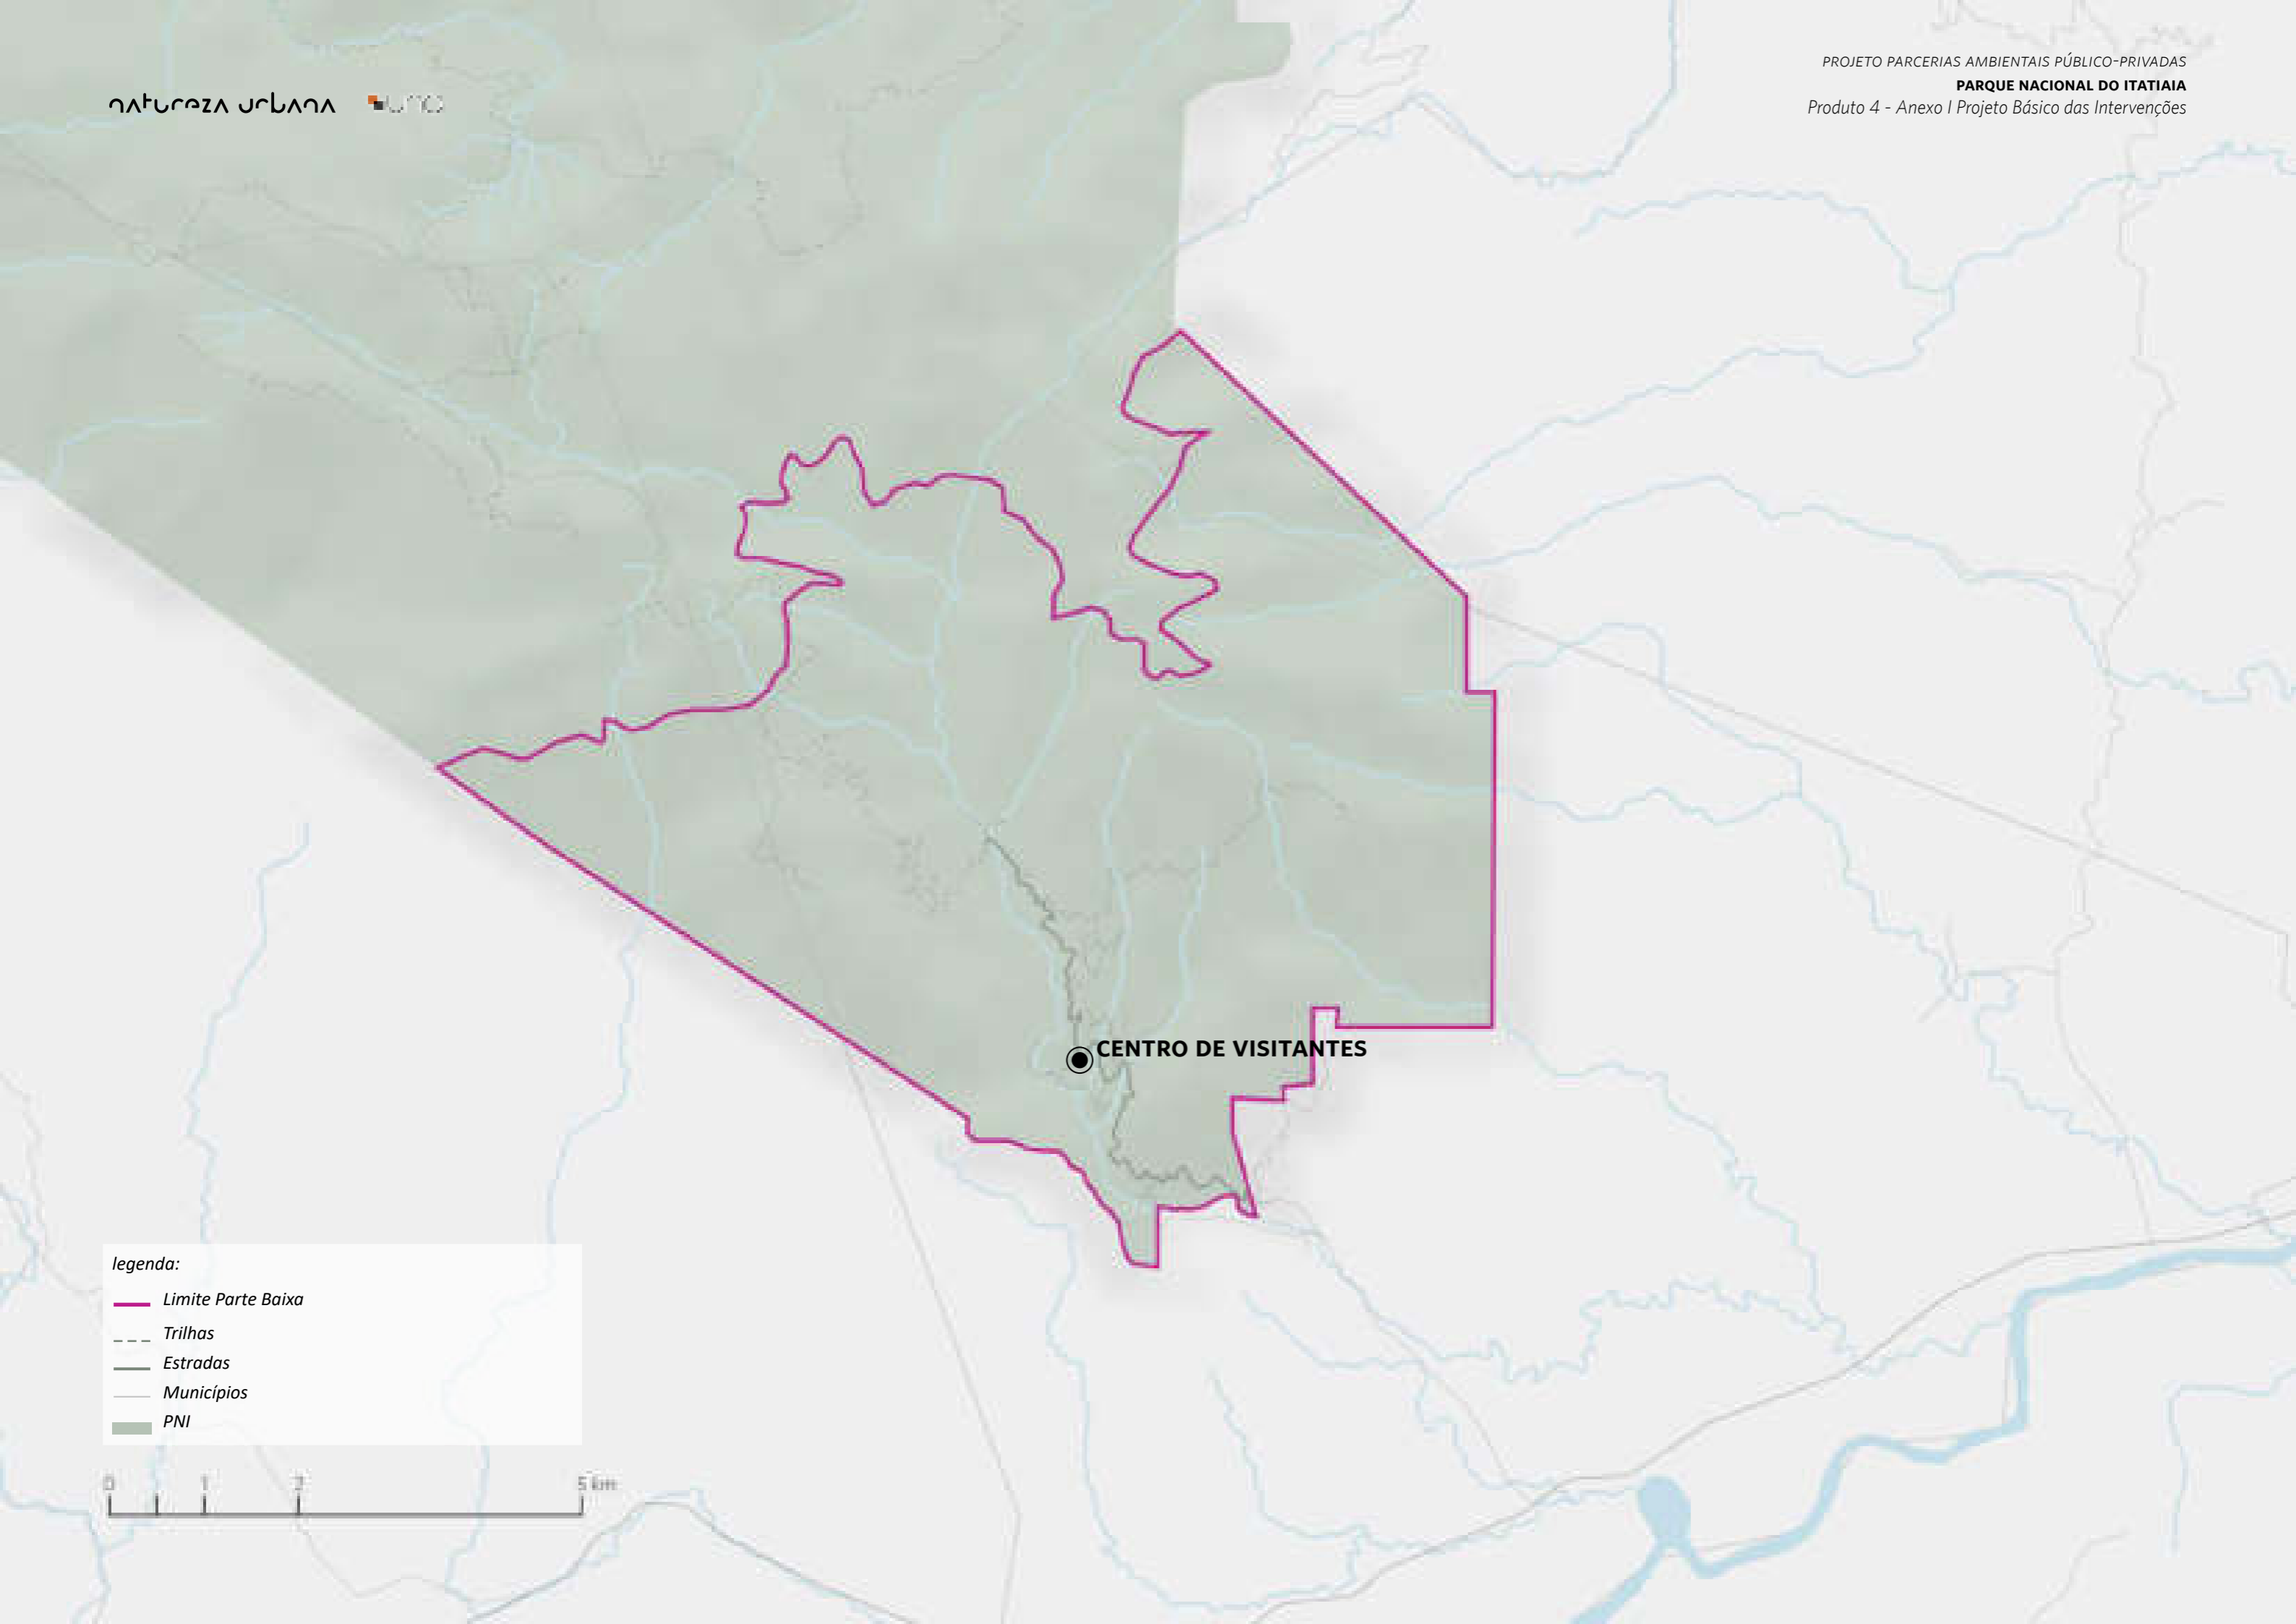 natureza urbana uno
PROJETO PARCERIAS AMBIENTAIS PÚBLICO-PRIVADAS
PARQUE NACIONAL DO ITATIAIA
Produto 4 - Anexo I Projeto Básico das Intervenções
CENTRO DE VISITANTES
legenda:
Limite Parte Baixa
Trilhas
Estradas
Municípios
PNI
0 1 2 5 km